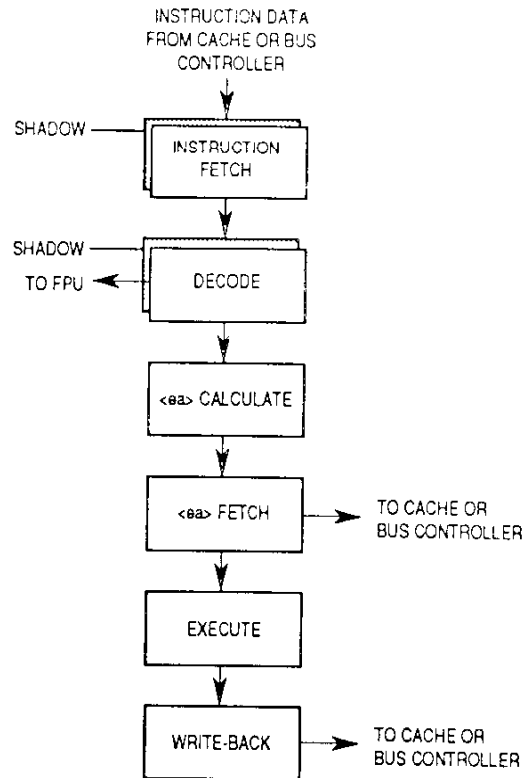 INSTRUCTION DATA
FROM CACHE OR BUS
CONTROLLER
SHADOW
INSTRUCTION
FETCH
SHADOW
TO FPU
DECODE
<ea> CALCULATE
<ea> FETCH
TO CACHE OR
BUS CONTROLLER
EXECUTE
WRITE-BACK
TO CACHE OR
BUS CONTROLLER